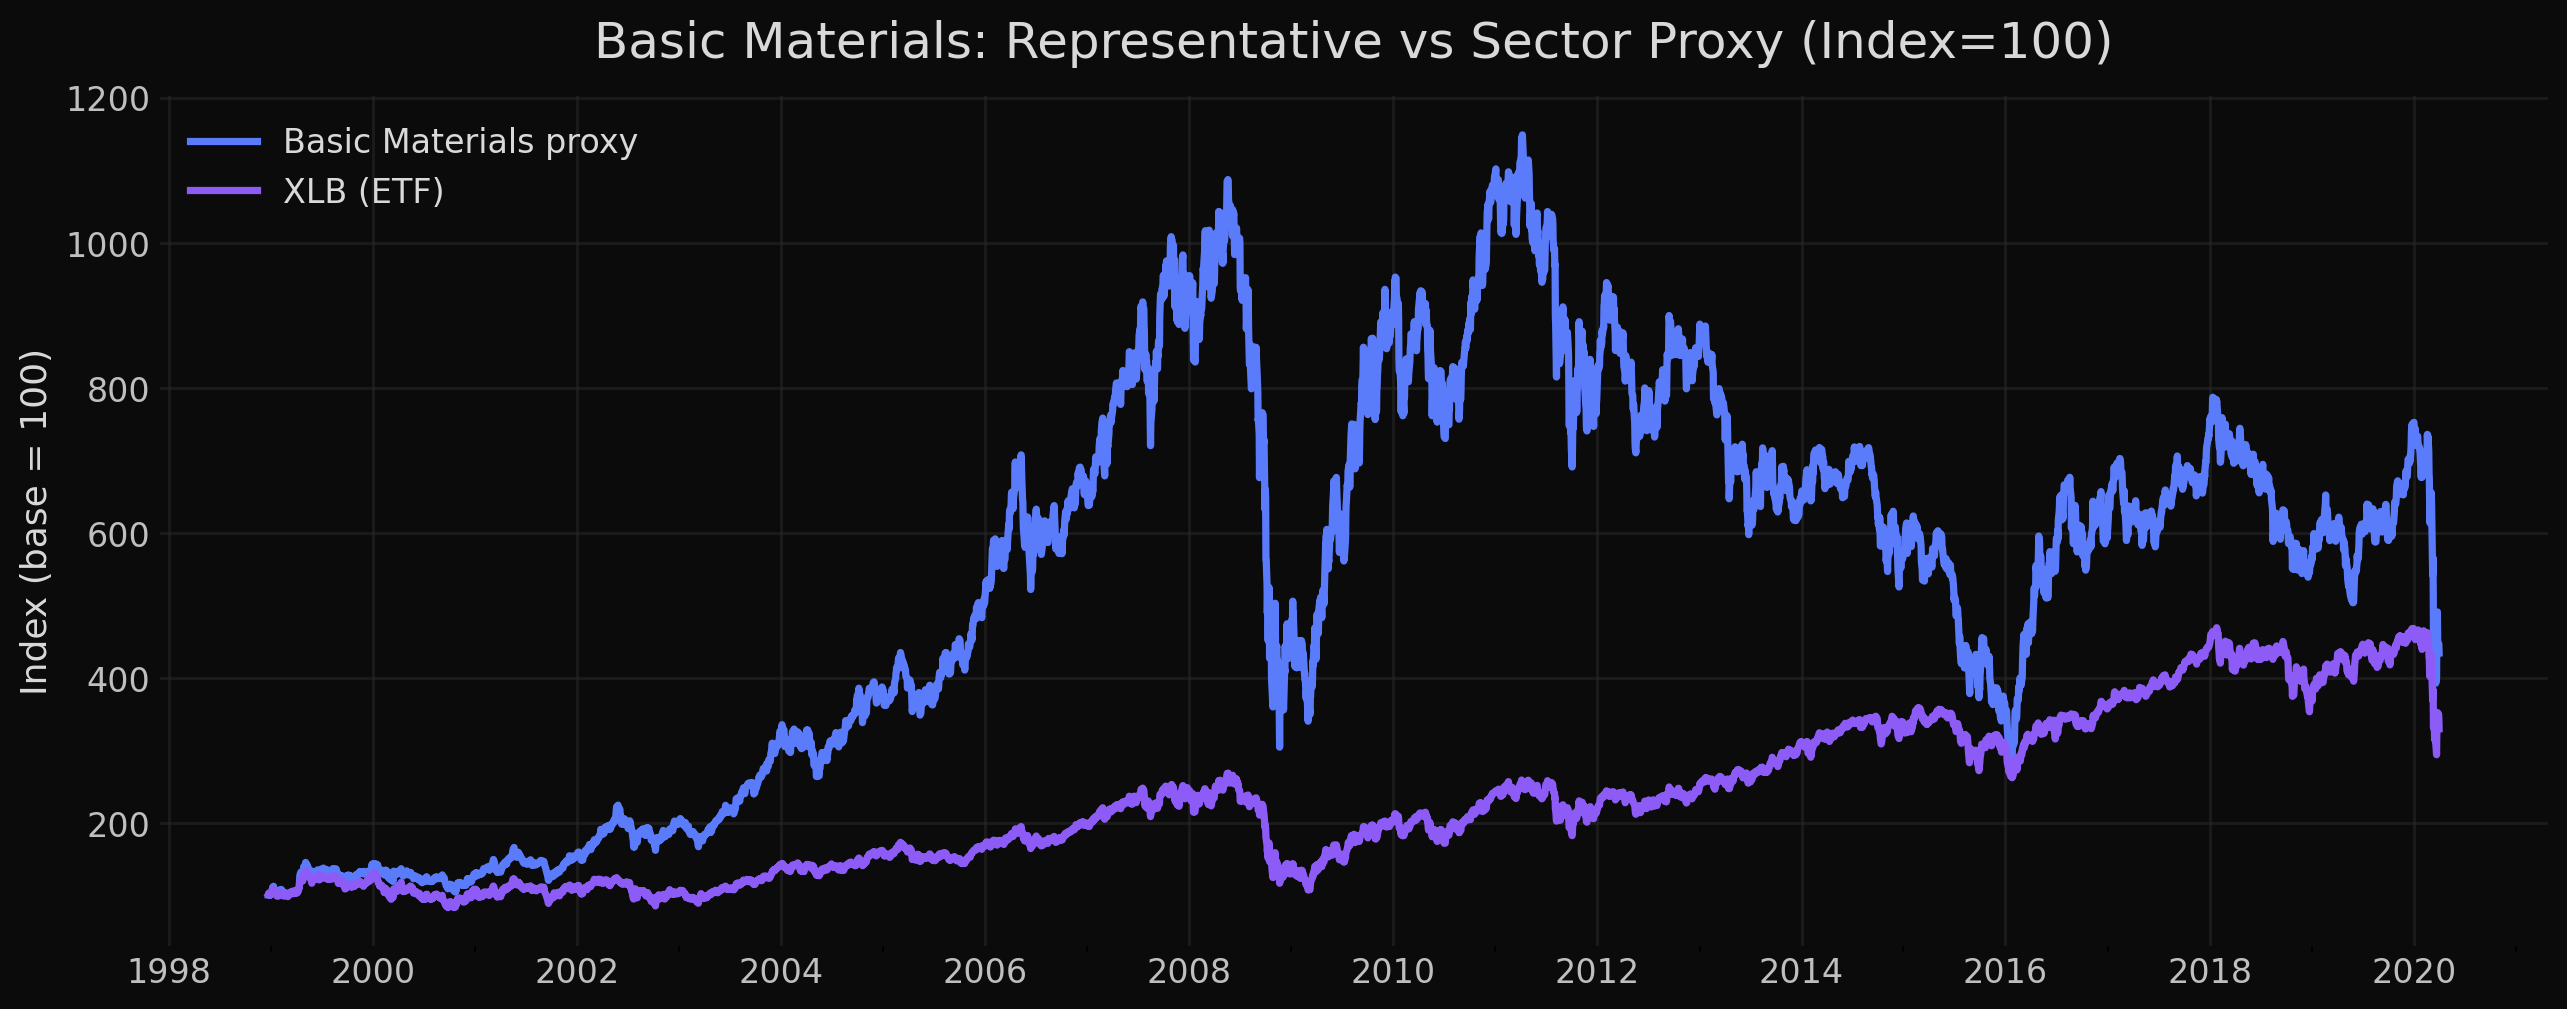 Basic Materials: Representative vs Sector Proxy (Index=100)
Basic Materials proxy
XLB (ETF)
Index (base = 100)
1200
1000
800
600
400
200
1998 2000 2002 2004 2006 2008 2010 2012 2014 2016 2018 2020